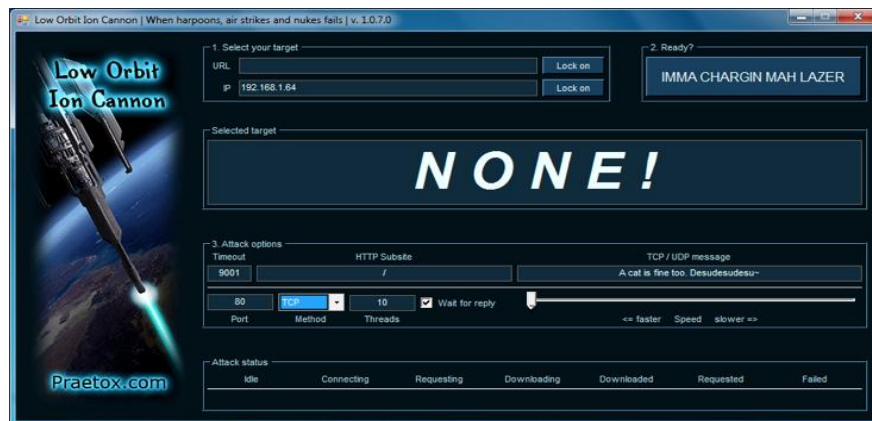 Low Orbit Ion Cannon | When harpoons, air strikes and nukes fails | v. 1.0.7.0
Low Orbit
Ion Cannon
Praetox.com
1. Select your target
URL Lock on
IP 192.168.1.64 Lock on
2. Ready?
IMMA CHARGIN MAH LAZER
Selected target
NONE!
3. Attack options
Timeout HTTP Subsite TCP / UDP message
9001 / A cat is fine too. Desudesudesu~
80 TCP 10 Wait for reply
Port Method Threads <= faster Speed slower =>
Attack status
Idle Connecting Requesting Downloading Downloaded Requested Failed